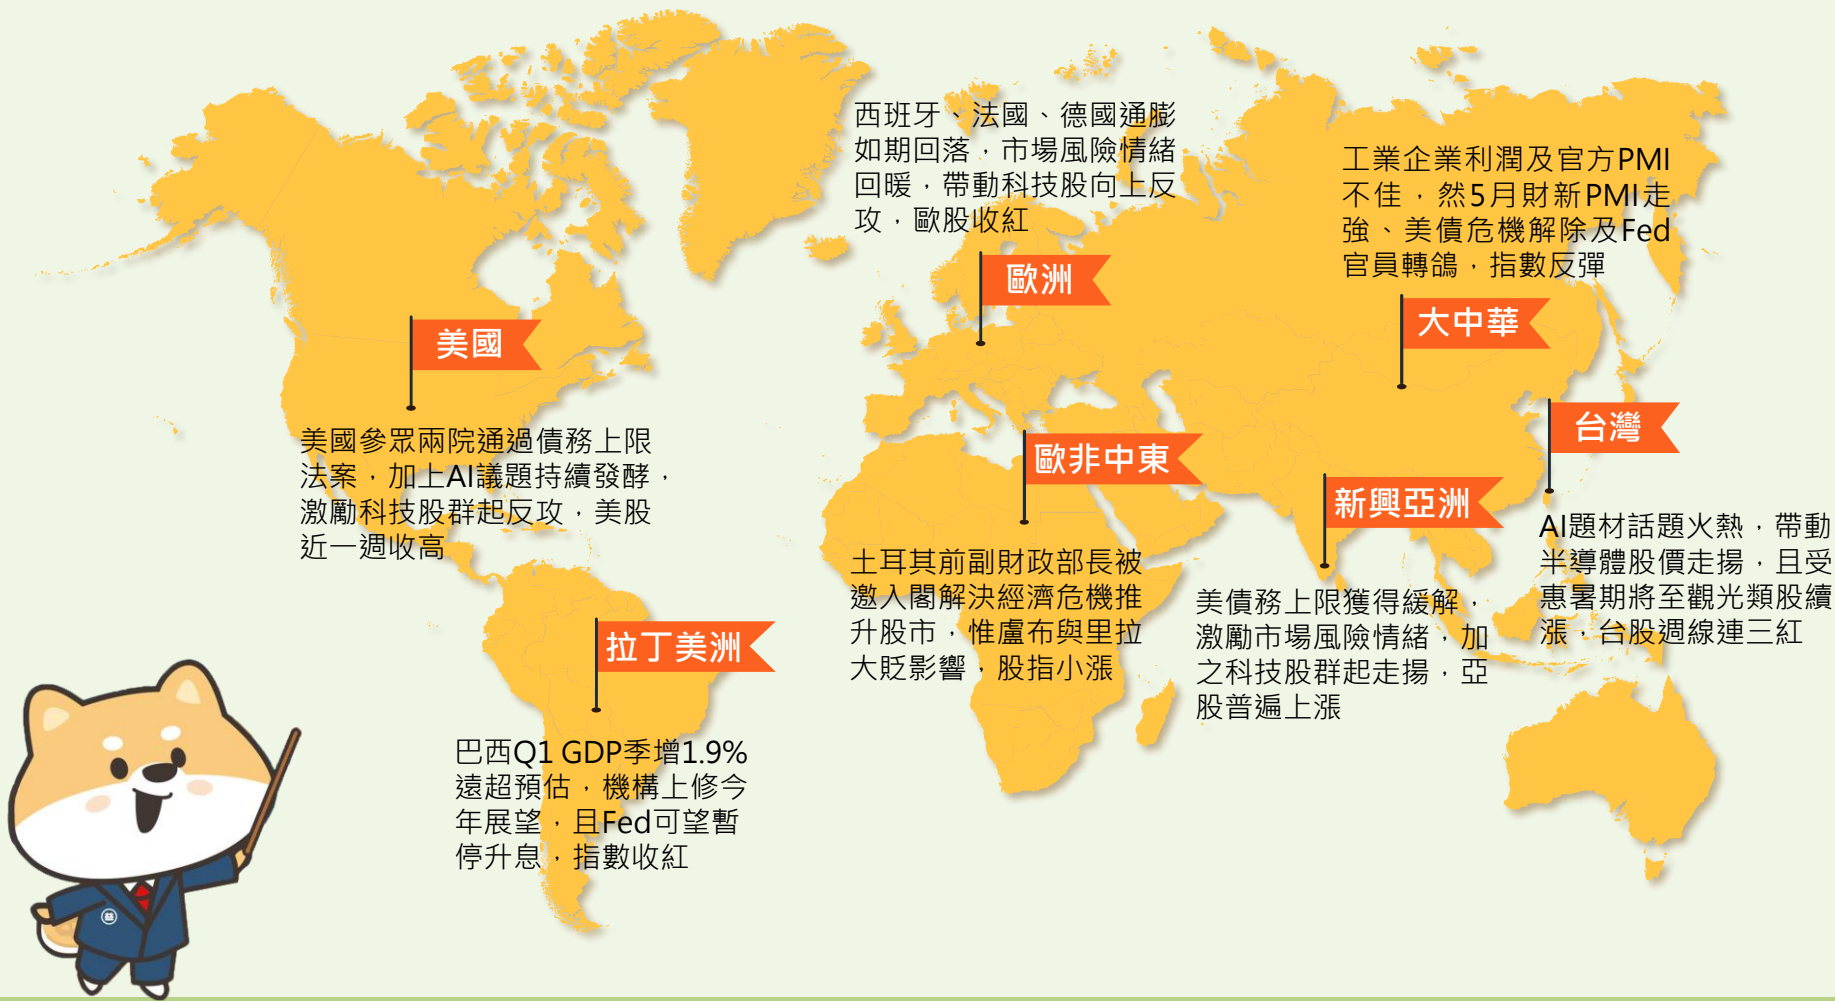 西班牙、法國、德國通膨
如期回落，市場風險情緒
回暖，帶動科技股向上反
攻，歐股收紅
歐洲
工業企業利潤及官方PMI
不佳，然5月財新PMI走
強、美債危機解除及Fed
官員轉鴿，指數反彈
大中華
美國
美國參眾兩院通過債務上限
法案，加上AI議題持續發酵，
激勵科技股群起反攻，美股
近一週收高
歐非中東
土耳其前副財政部長被
邀入閣解決經濟危機推
升股市，惟盧布與里拉
大貶影響，股指小漲
新興亞洲
美債務上限獲得緩解，
激勵市場風險情緒，加
之科技股群起走揚，亞
股普遍上漲
台灣
AI題材話題火熱，帶動
半導體股價走揚，且受
惠暑期將至觀光類股續
漲，台股週線連三紅
拉丁美洲
巴西Q1 GDP季增1.9%
遠超預估，機構上修今
年展望，且Fed可望暫
停升息，指數收紅